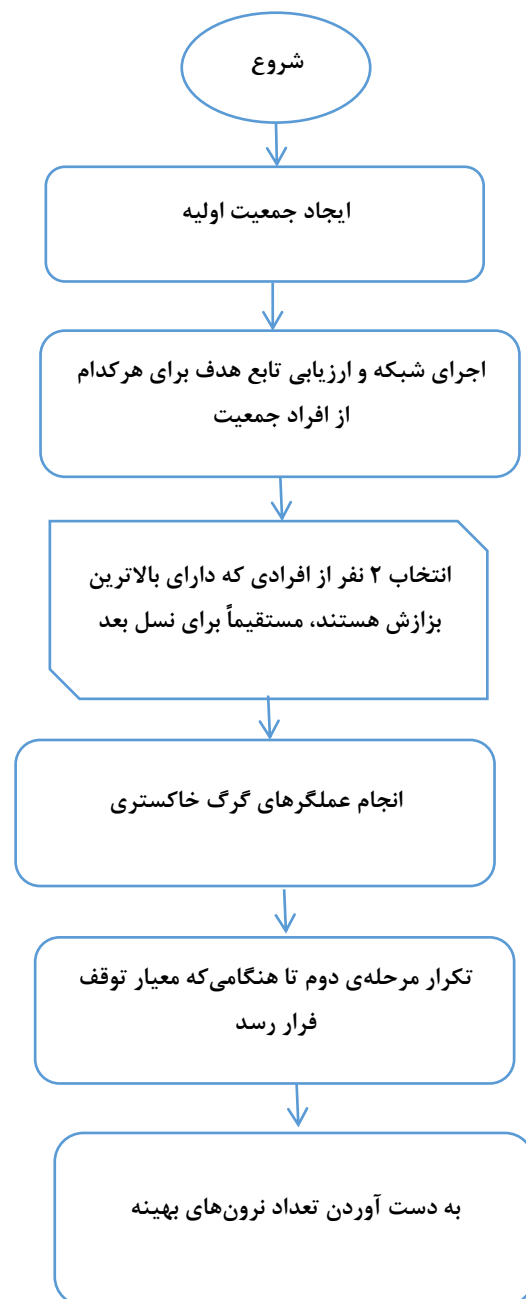 شروع
ایجاد جمعیت اولیه
اجرای شبکه و ارزیابی تابع هدف برای هرکدام
از افراد جمعیت
انتخاب ۲ نفر از افرادی که دارای بالاترین
بزازش هستند، مستقیماً برای نسل بعد
انجام عملگرهای گرگ خاکستری
تکرار مرحله‌ی دوم تا هنگامی‌که معیار توقف
فرار رسد
به دست آوردن تعداد نرون‌های بهینه